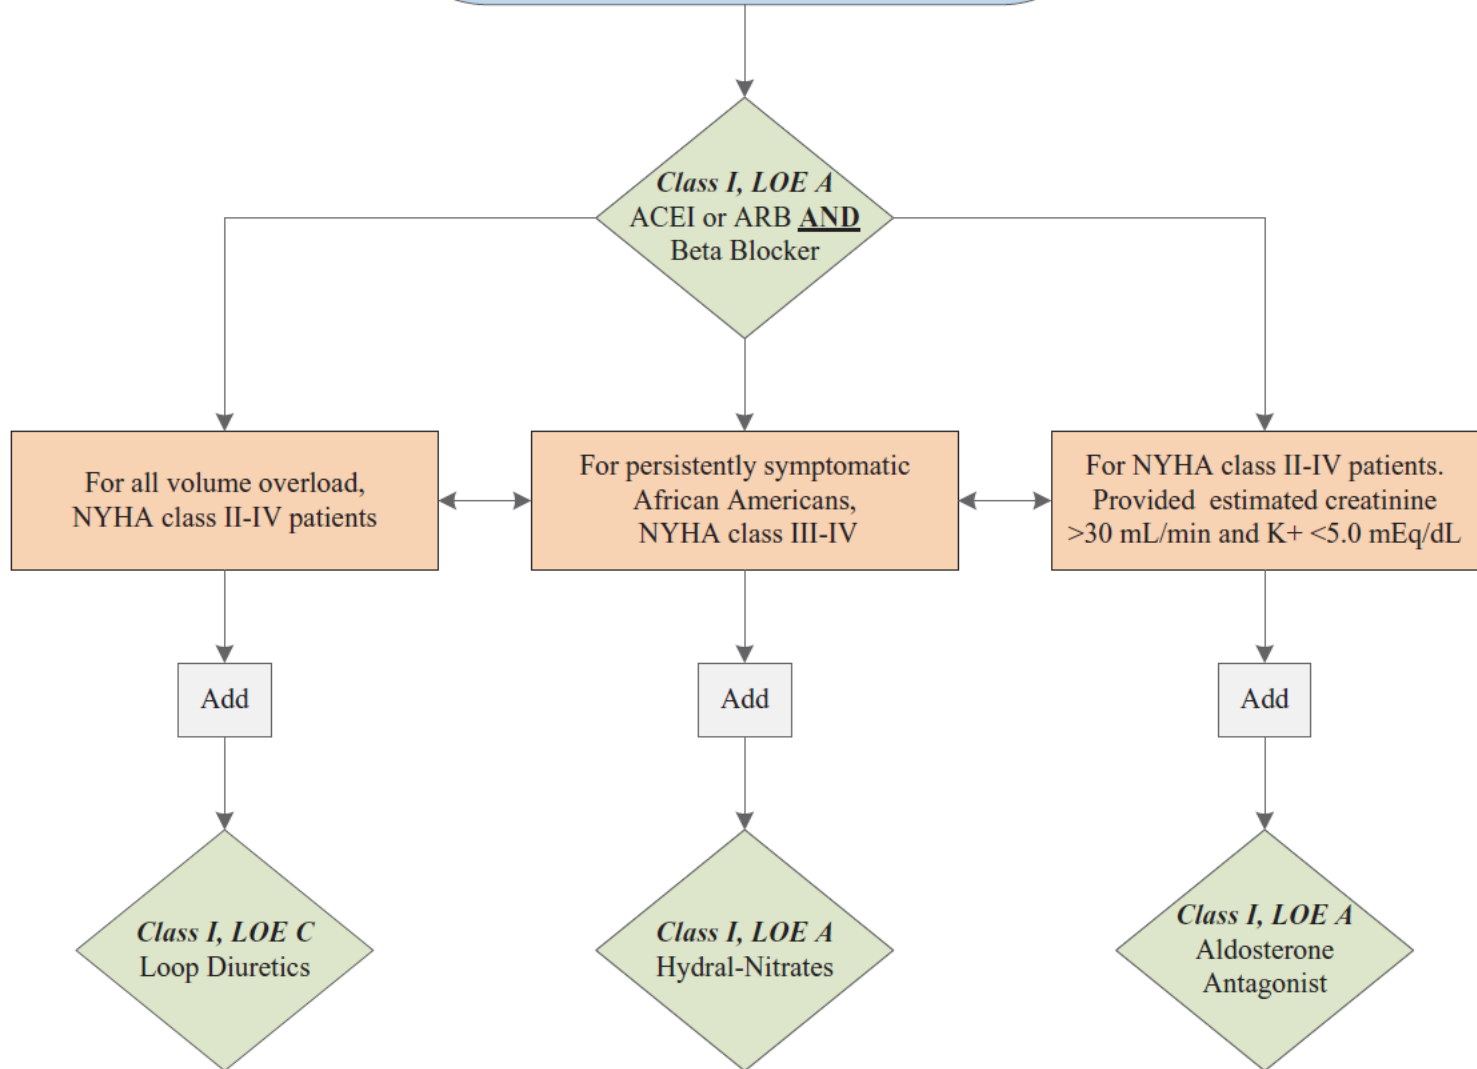 Class I, LOE A
ACEI or ARB AND
Beta Blocker
For all volume overload,
NYHA class II-IV patients
For persistently symptomatic
African Americans,
NYHA class III-IV
For NYHA class II-IV patients.
Provided estimated creatinine
>30 mL/min and K+ <5.0 mEq/dL
Add
Add
Add
Class I, LOE C
Loop Diuretics
Class I, LOE A
Hydral-Nitrates
Class I, LOE A
Aldosterone
Antagonist